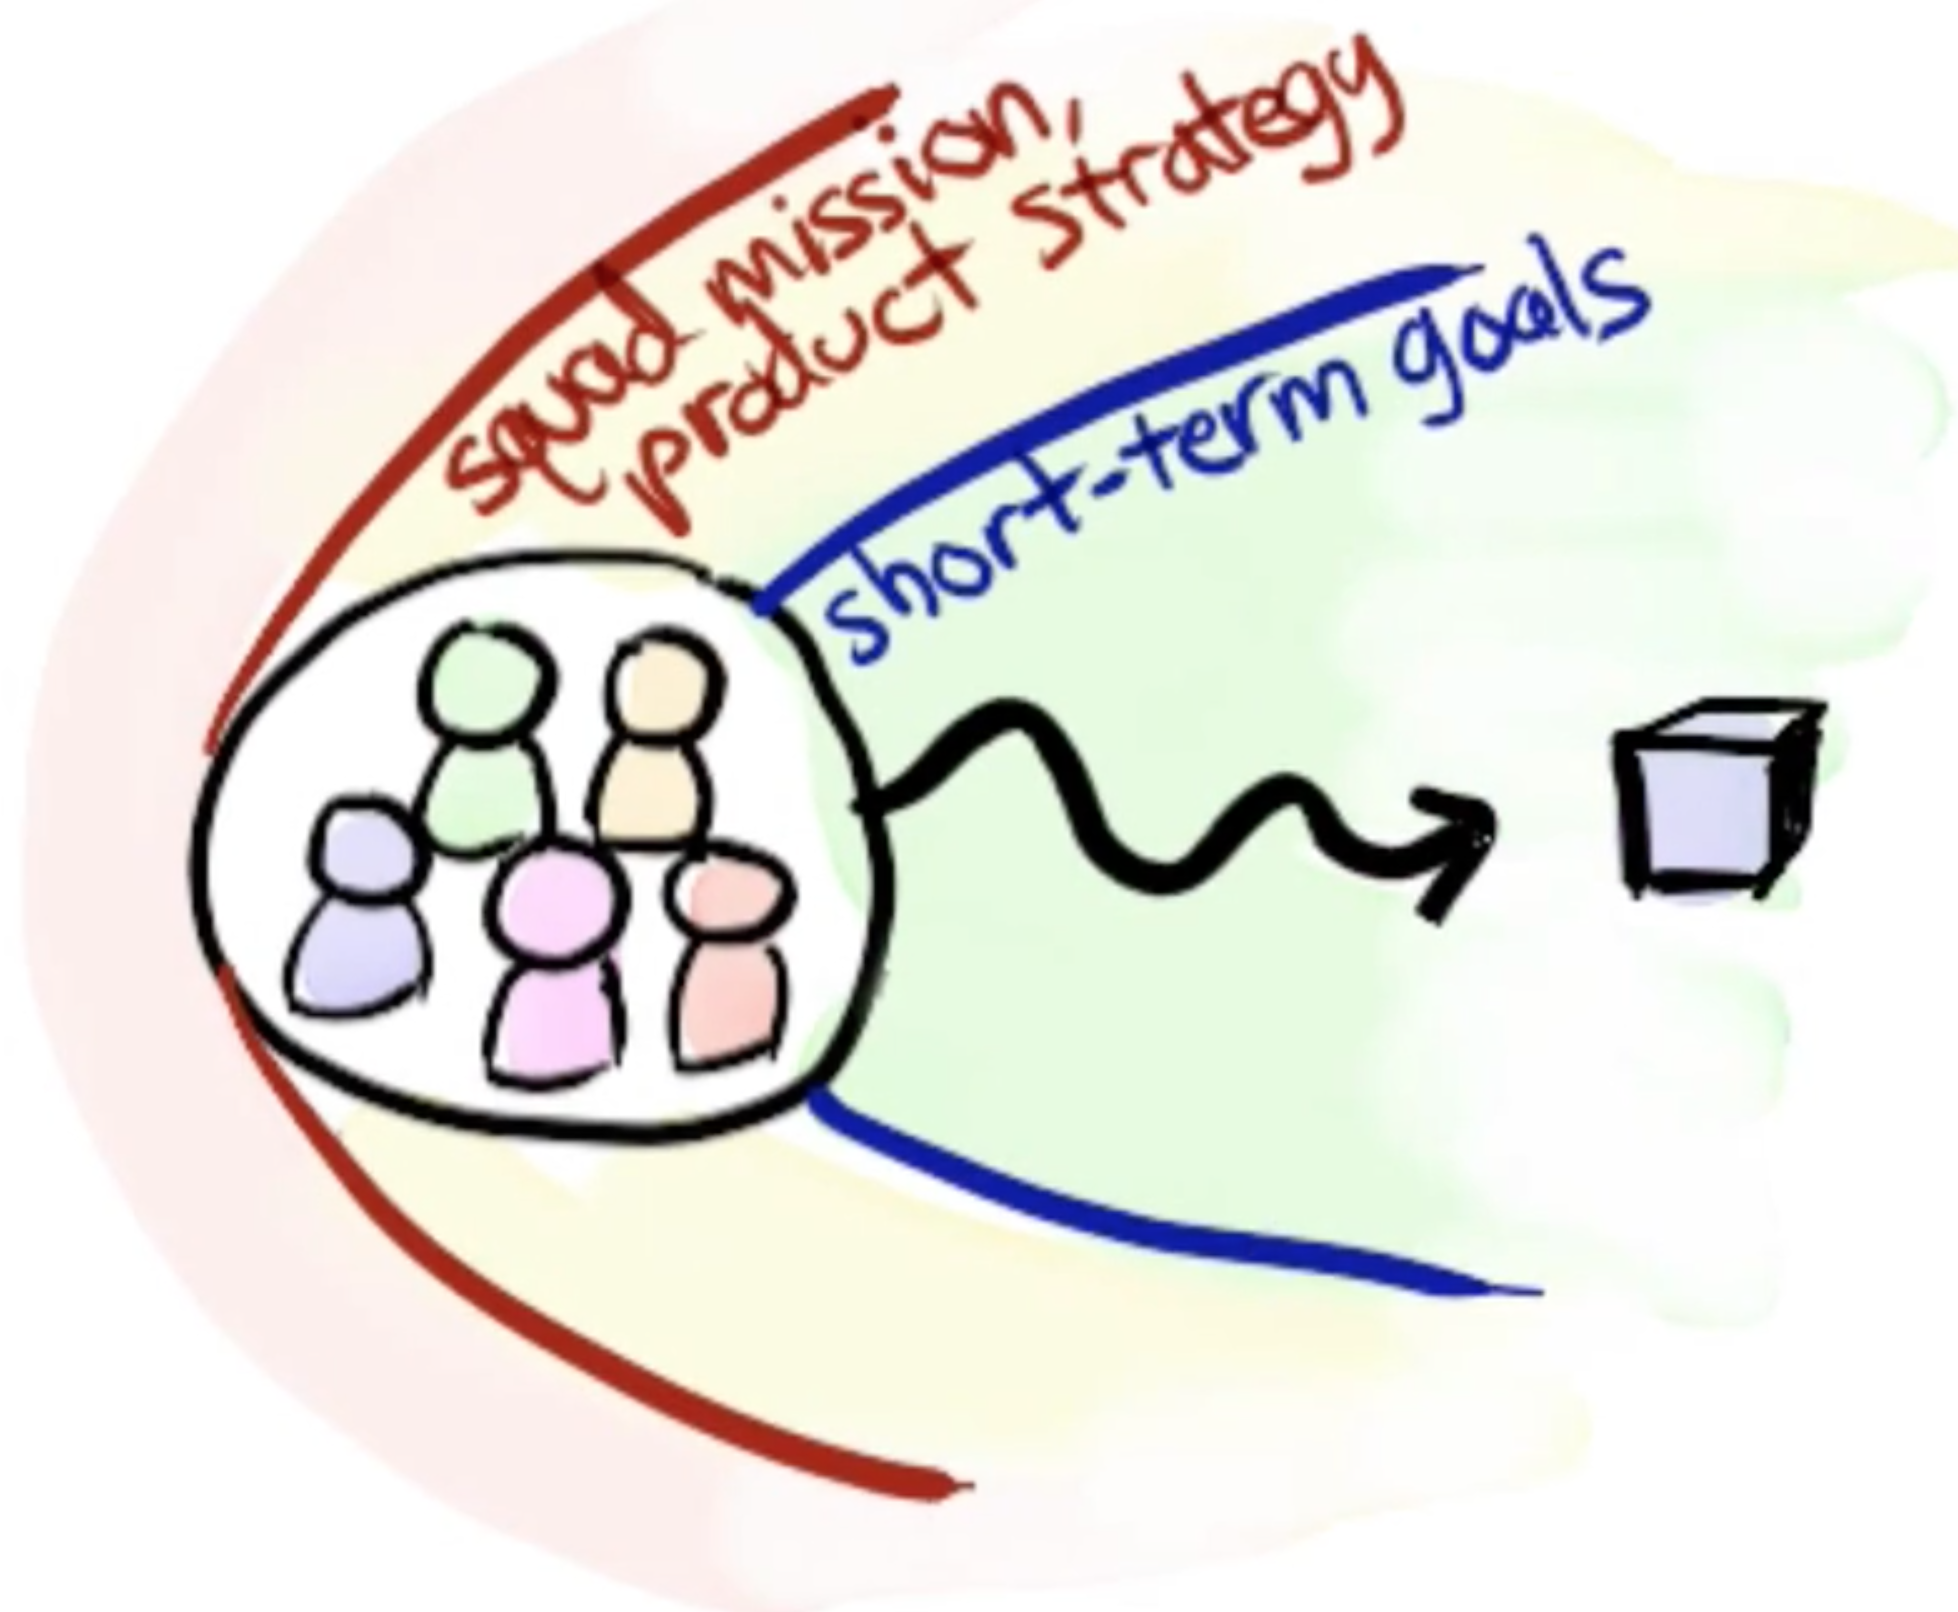 squad mission,
product strategy
short-term goals